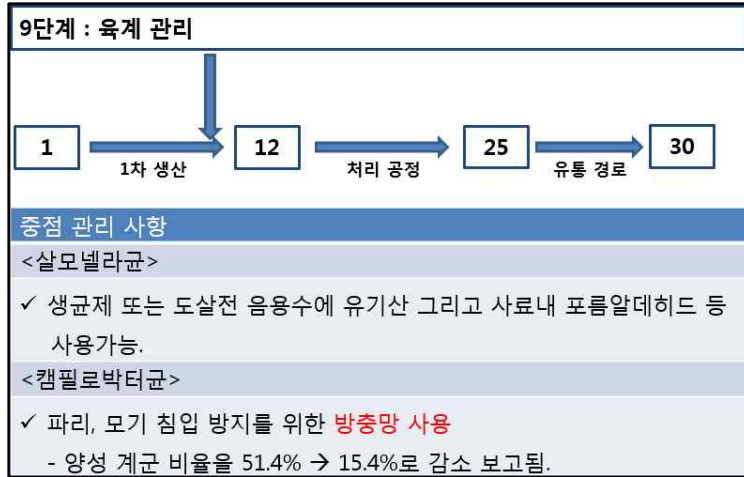 9단계 : 육계 관리
1
12
25
30
1차 생산
처리 공정
유통 경로
중점 관리 사항
<살모넬라균>
✓ 생균제 또는 도살전 음용수에 유기산 그리고 사료내 포름알데히드 등
사용가능.
<캠필로박터균>
✓ 파리, 모기 침입 방지를 위한 방충망 사용
- 양성 계군 비율을 51.4% → 15.4%로 감소 보고됨.